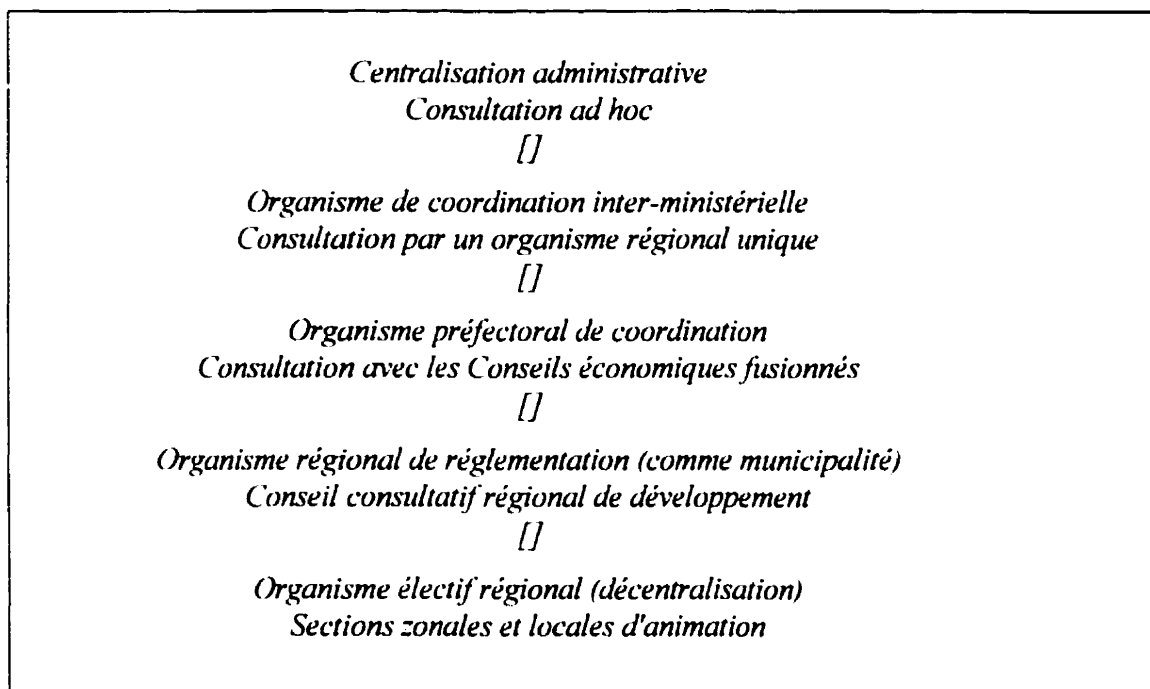 Centralisation administrative
Consultation ad hoc
[]
Organisme de coordination inter-ministérielle
Consultation par un organisme régional unique
[]
Organisme préfectoral de coordination
Consultation avec les Conseils économiques fusionnés
[]
Organisme régional de réglementation (comme municipalité)
Conseil consultatif régional de développement
[]
Organisme électif régional (décentralisation)
Sections zonales et locales d'animation